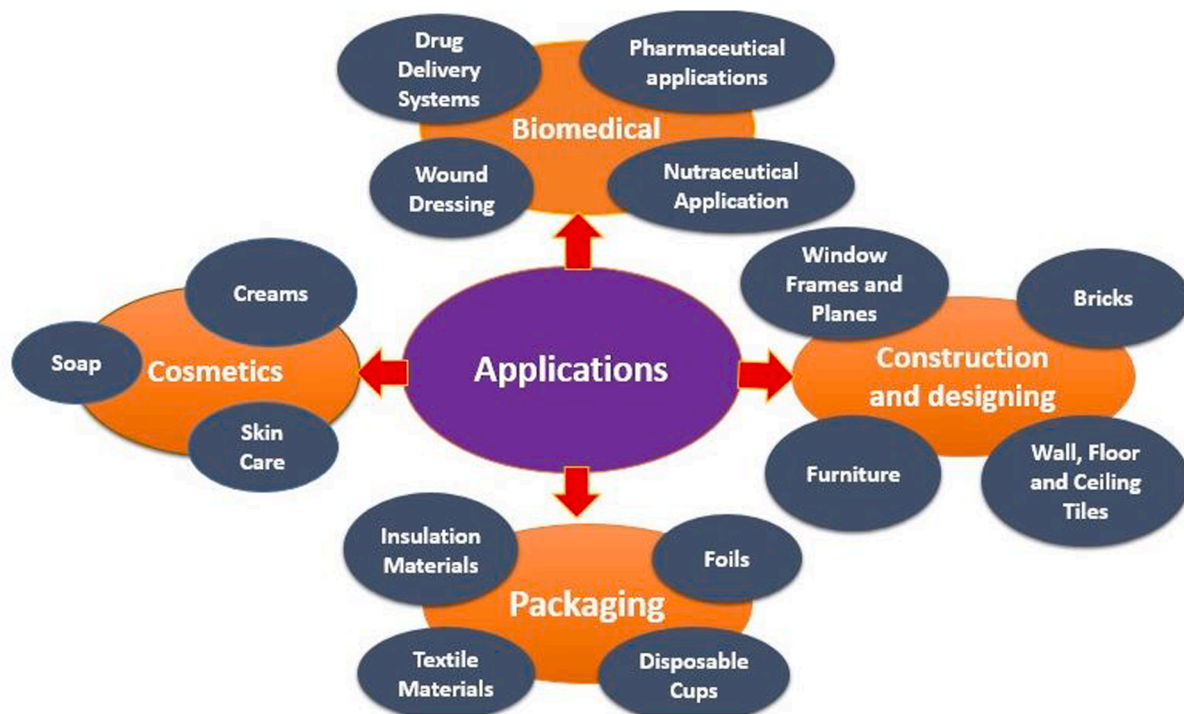 Drug
Delivery
Systems
Pharmaceutical
applications
Biomedical
Wound
Dressing
Nutraceutical
Application
Creams
Soap
Cosmetics
Skin
Care
Applications
Window
Frames and
Planes
Bricks
Construction
and designing
Furniture
Wall, Floor
and Ceiling
Tiles
Insulation
Materials
Foils
Packaging
Textile
Materials
Disposable
Cups